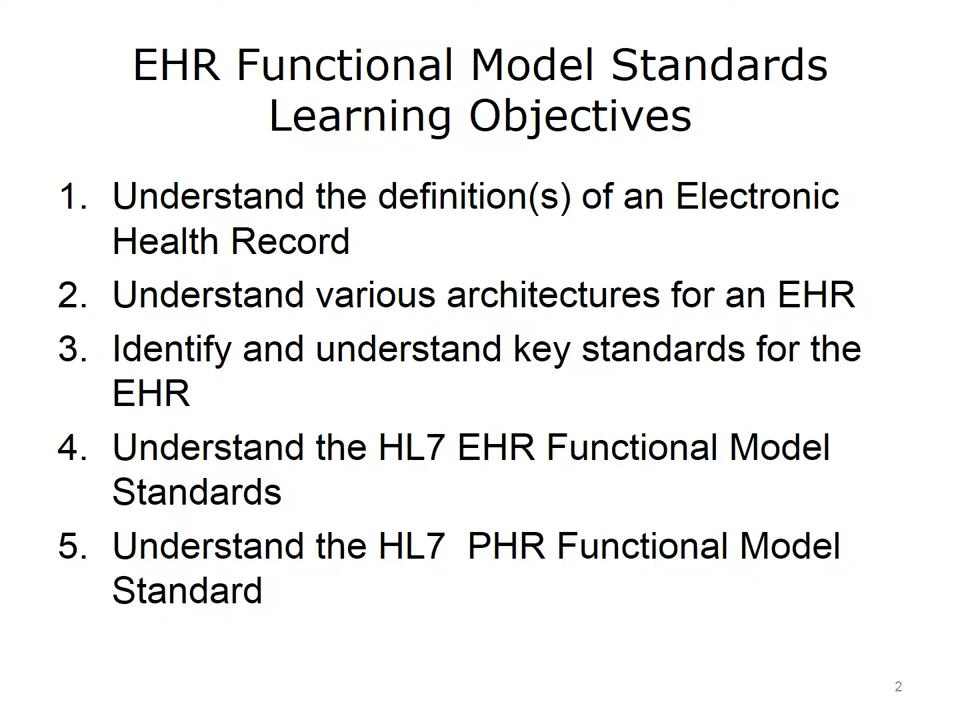 EHR Functional Model Standards
Learning Objectives
1. Understand the definition(s) of an Electronic
Health Record
2. Understand various architectures for an EHR
3. Identify and understand key standards for the
EHR
4. Understand the HL7 EHR Functional Model
Standards
5. Understand the HL7  PHR Functional Model
Standard
2